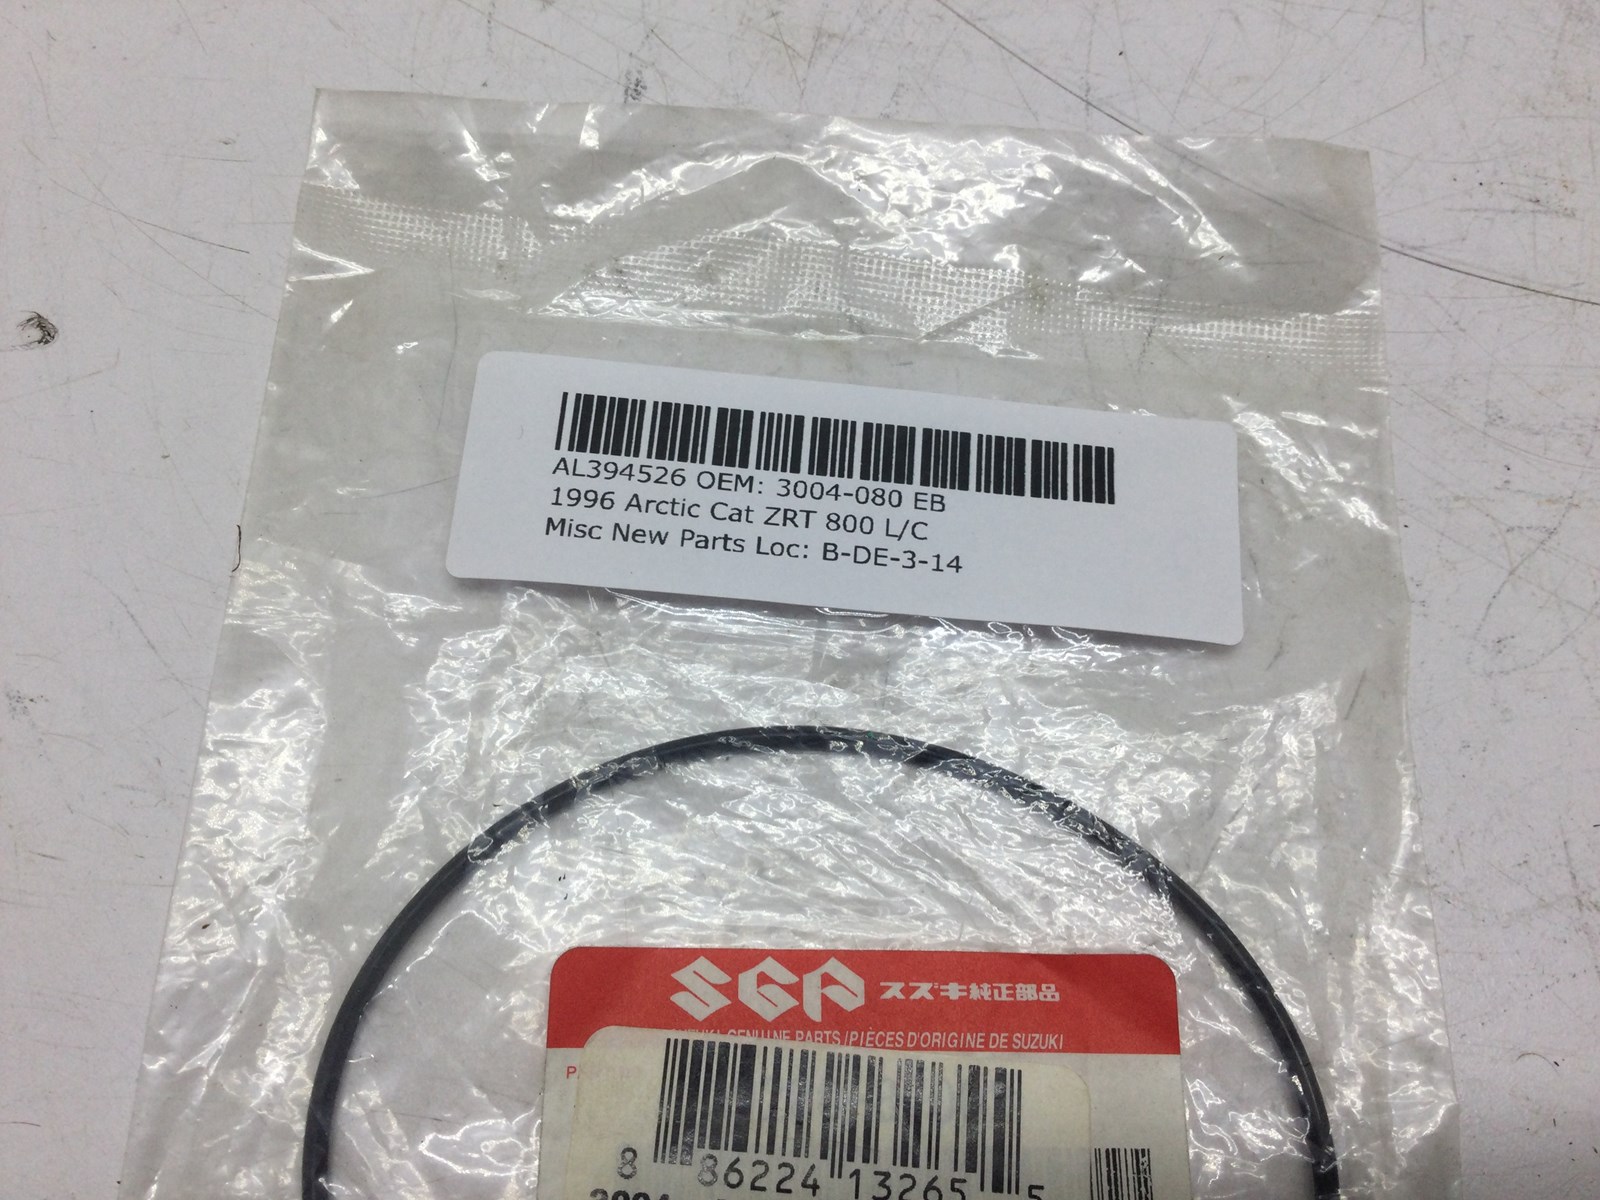 AL394526 OEM: 3004-080 EB
1996 Arctic Cat ZRT 800 L/C
Misc New Parts Loc: B-DE-3-14
SGP スズキ純正部品
GENUINE PARTS /PIÈCES D'ORIGINE DE SUZUKI
8 86224 13265 5